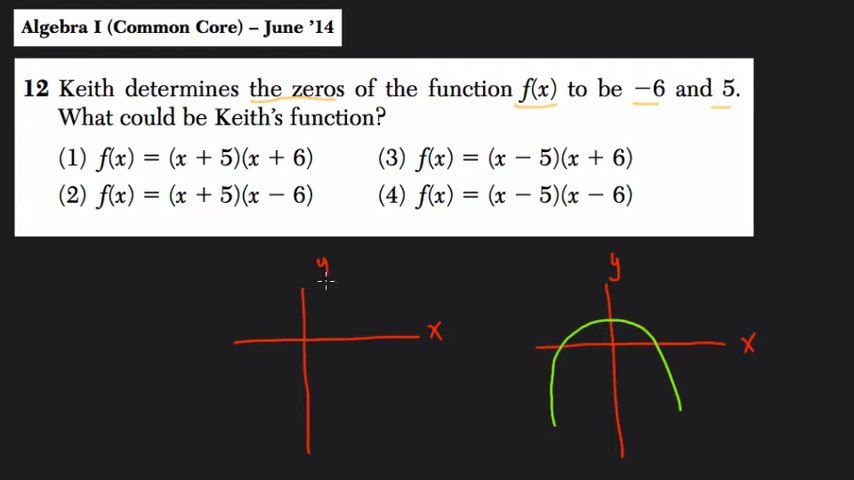 Algebra I (Common Core) – June ’14
12 Keith determines the zeros of the function f(x) to be −6 and 5.
What could be Keith’s function?
(1) f(x) = (x + 5)(x + 6) (3) f(x) = (x − 5)(x + 6)
(2) f(x) = (x + 5)(x − 6) (4) f(x) = (x − 5)(x − 6)
y y
x x